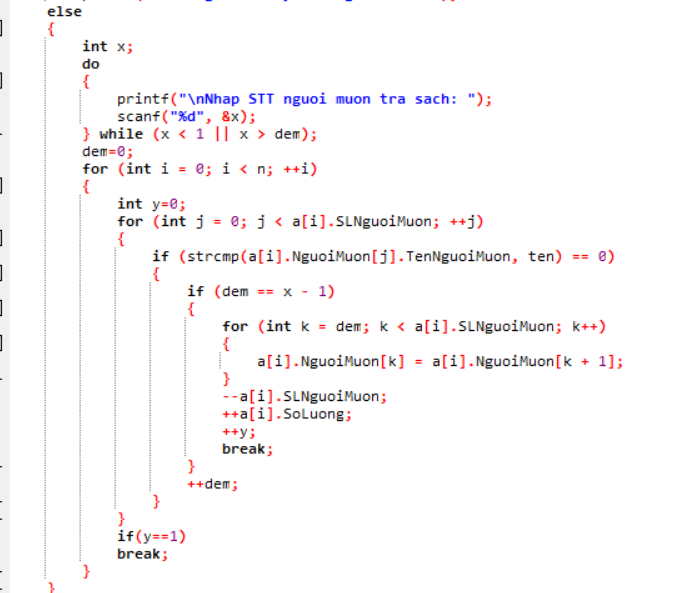 else
{
int x;
do
{
printf("\nNhap STT nguoi muon tra sach: ");
scanf("%d", &x);
} while (x < 1 || x > dem);
dem=0;
for (int i = 0; i < n; ++i)
{
int y=0;
for (int j = 0; j < a[i].SLNguoiMuon; ++j)
{
if (strcmp(a[i].NguoiMuon[j].TenNguoiMuon, ten) == 0)
{
if (dem == x - 1)
{
for (int k = dem; k < a[i].SLNguoiMuon; k++)
{
a[i].NguoiMuon[k] = a[i].NguoiMuon[k + 1];
}
--a[i].SLNguoiMuon;
++a[i].SoLuong;
++y;
break;
}
++dem;
}
}
if(y==1)
break;
}
}